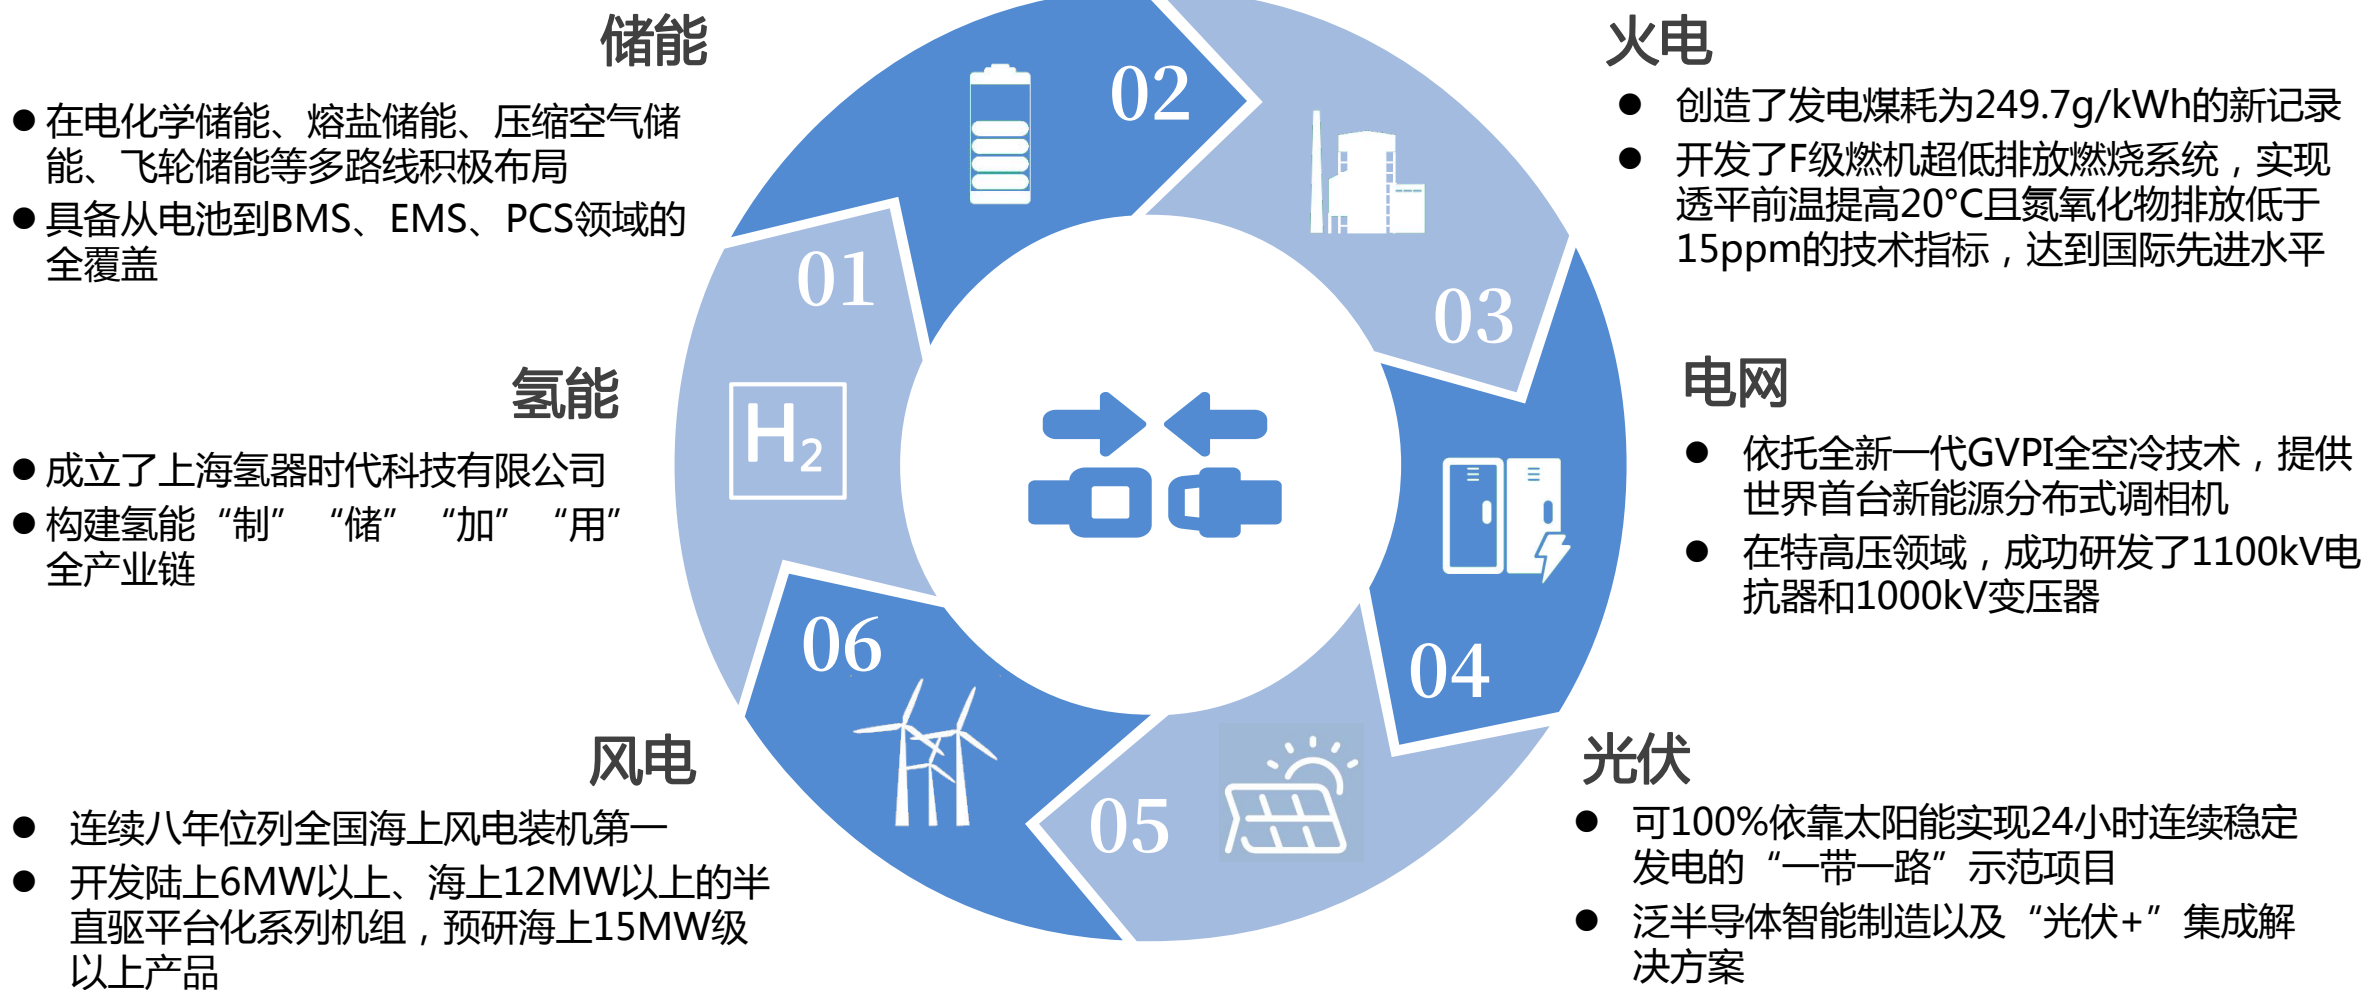 储能
● 在电化学储能、熔盐储能、压缩空气储
能、飞轮储能等多路线积极布局
● 具备从电池到BMS、EMS、PCS领域的
全覆盖
氢能
● 成立了上海氢器时代科技有限公司
● 构建氢能“制”“储”“加”“用”
全产业链
风电
● 连续八年位列全国海上风电装机第一
● 开发陆上6MW以上、海上12MW以上的半
直驱平台化系列机组，预研海上15MW级
以上产品
02
01
03
H₂
04
06
05
火电
● 创造了发电煤耗为249.7g/kWh的新记录
● 开发了F级燃机超低排放燃烧系统，实现
透平前温提高20°C且氮氧化物排放低于
15ppm的技术指标，达到国际先进水平
电网
● 依托全新一代GVPI全空冷技术，提供
世界首台新能源分布式调相机
● 在特高压领域，成功研发了1100kV电
抗器和1000kV变压器
光伏
● 可100%依靠太阳能实现24小时连续稳定
发电的“一带一路”示范项目
● 泛半导体智能制造以及“光伏+”集成解
决方案